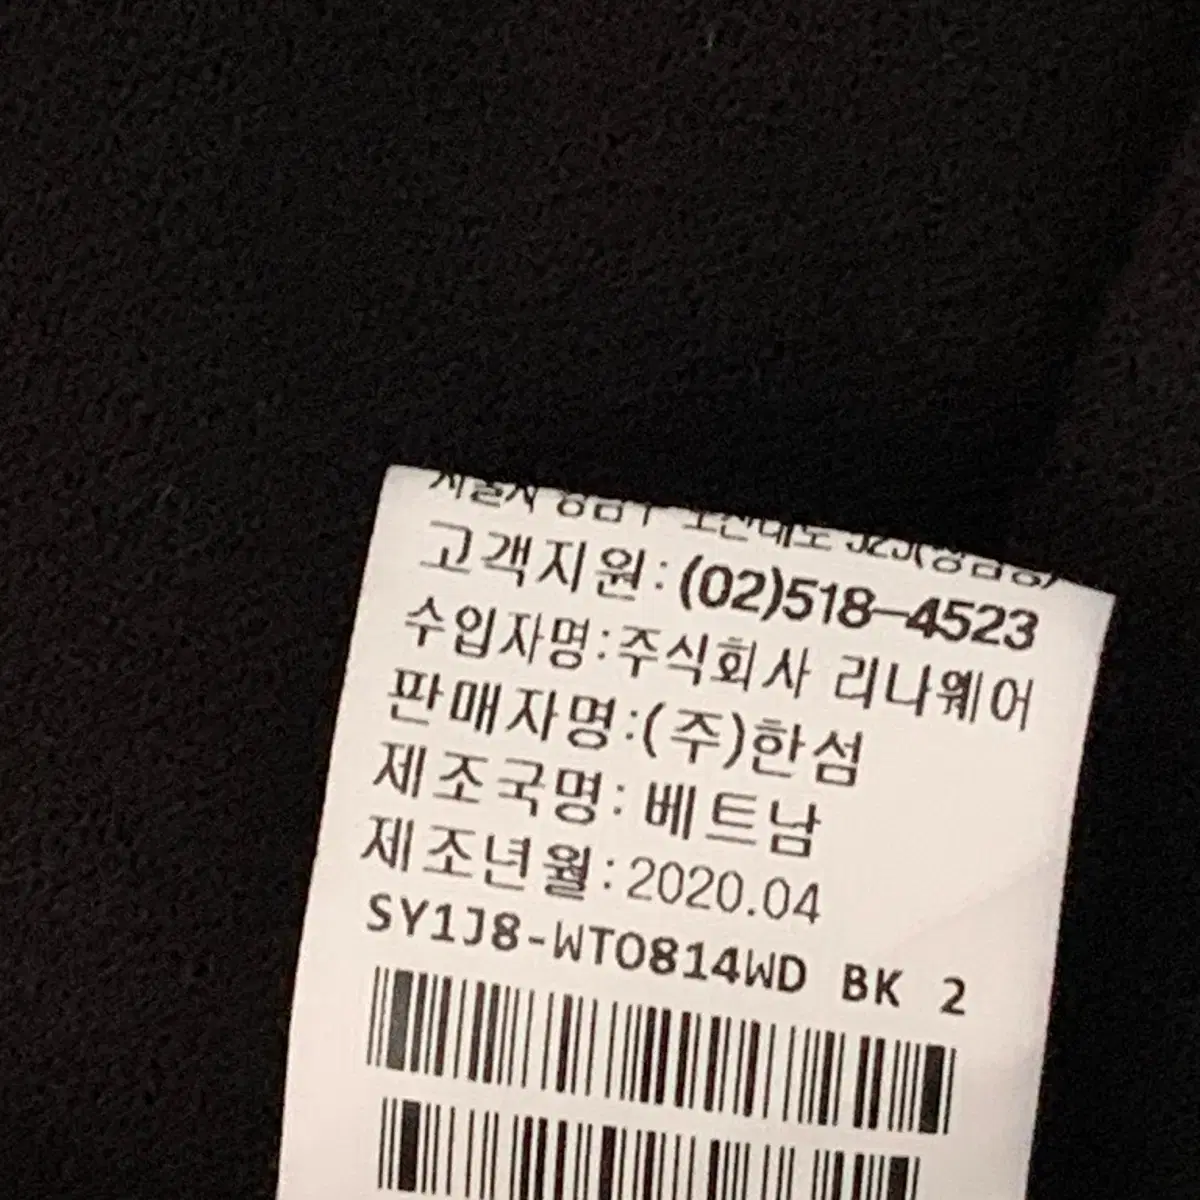 고객지원:(02)518-4523
수입자명:주식회사 리나웨어
판매자명:(주)한섬
제조국명:베트남
제조년월:2020.04
SY1J8-WTO814WD BK 2